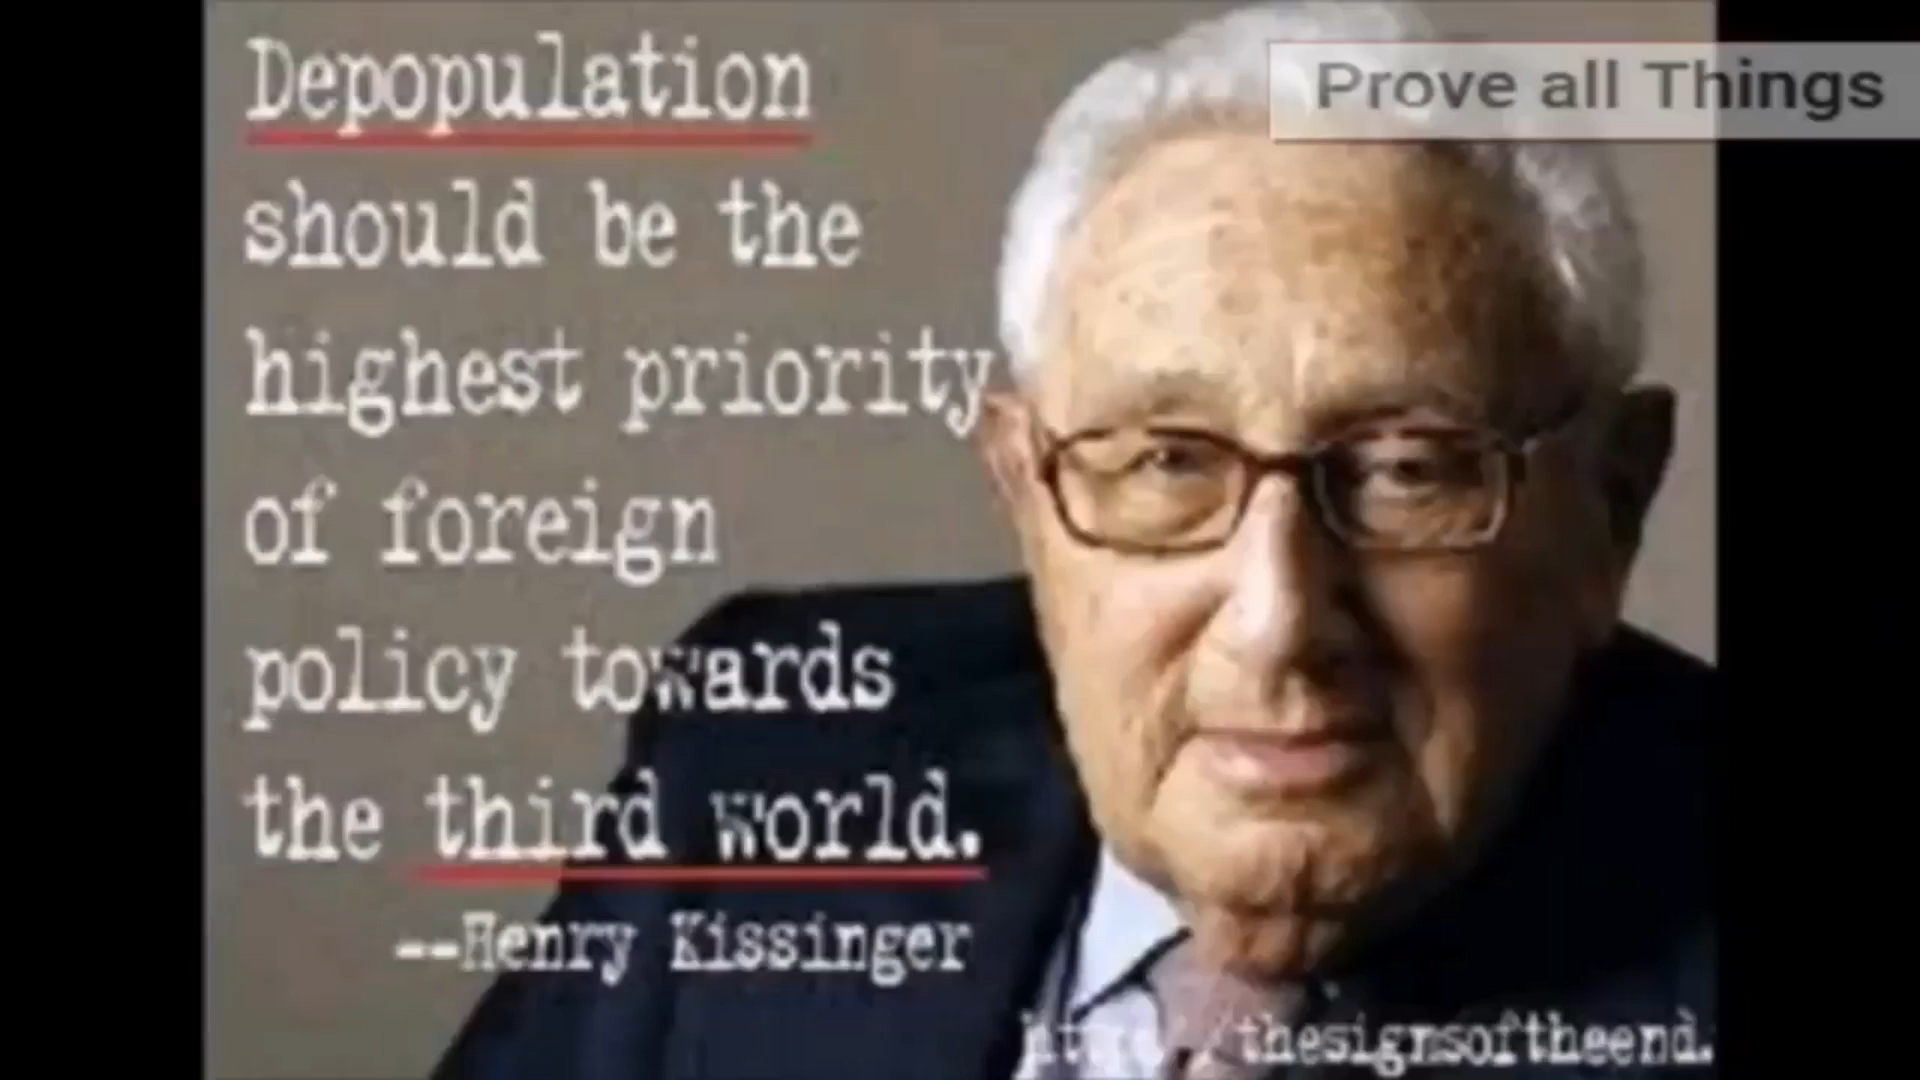 Prove all Things
Depopulation
should be the
highest priority
of foreign
policy towards
the third world.
--Henry Kissinger
thesignsoftheend.